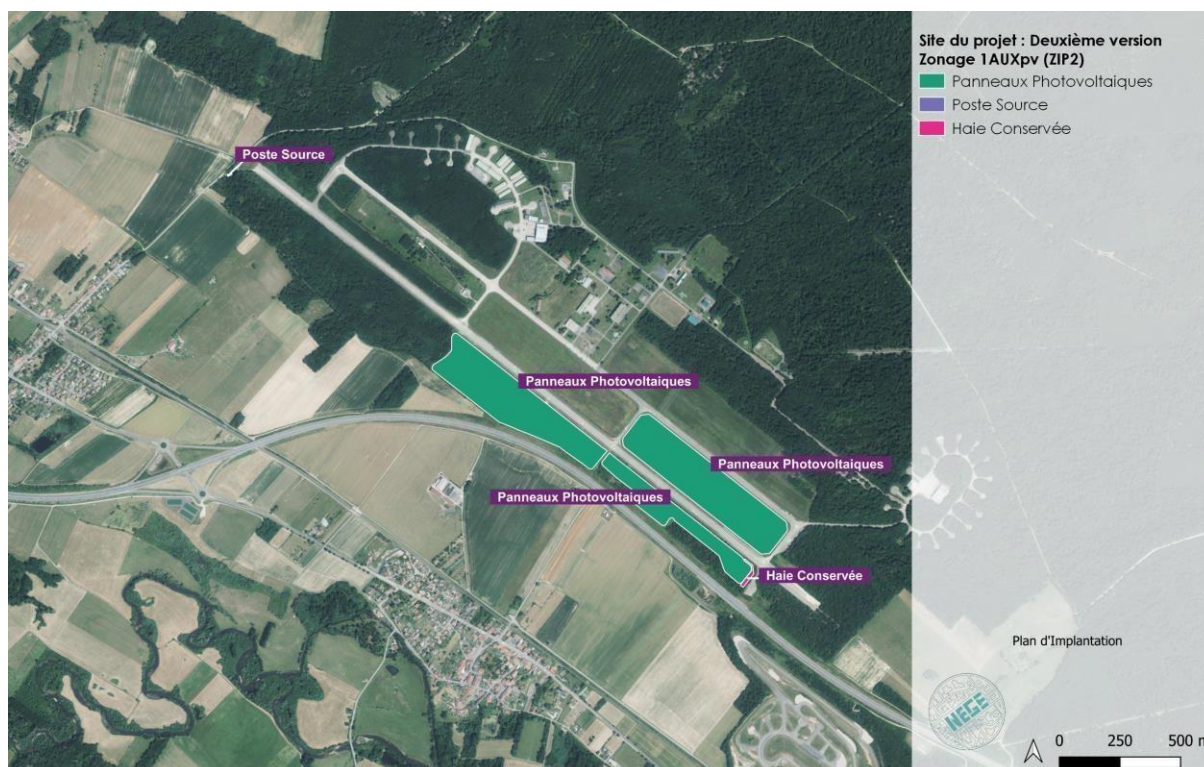 Site du projet : Deuxième version
Zonage 1AUXpv (ZIP2)
Panneaux Photovoltaiques
Poste Source
Haie Conservée
Poste Source
Panneaux Photovoltaiques
Panneaux Photovoltaiques
Panneaux Photovoltaiques
Haie Conservée
Plan d'Implantation
0 250 500 m